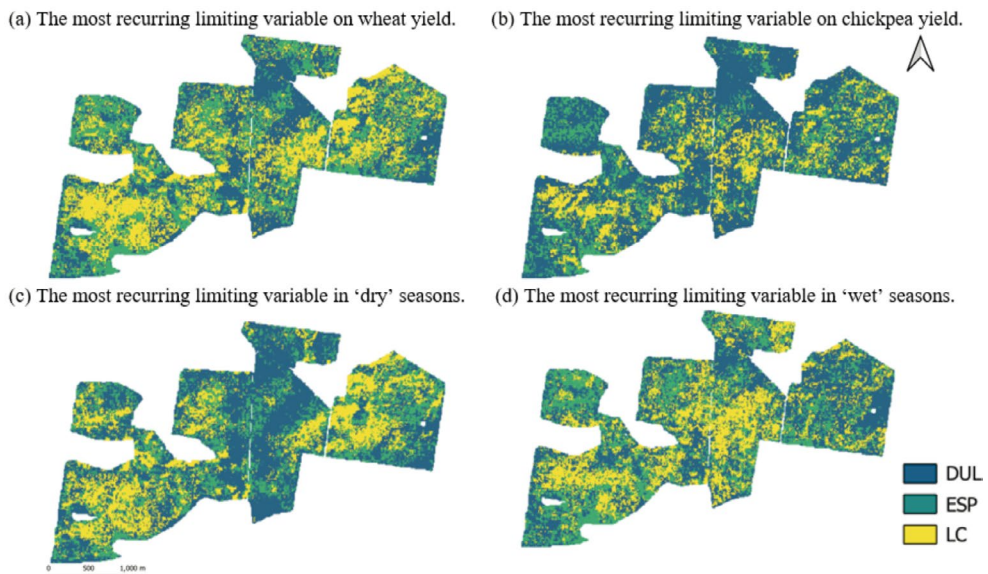 (a) The most recurring limiting variable on wheat yield.
(b) The most recurring limiting variable on chickpea yield.
(c) The most recurring limiting variable in ‘dry’ seasons.
(d) The most recurring limiting variable in ‘wet’ seasons.
DUL
ESP
LC
0 500 1,000 m